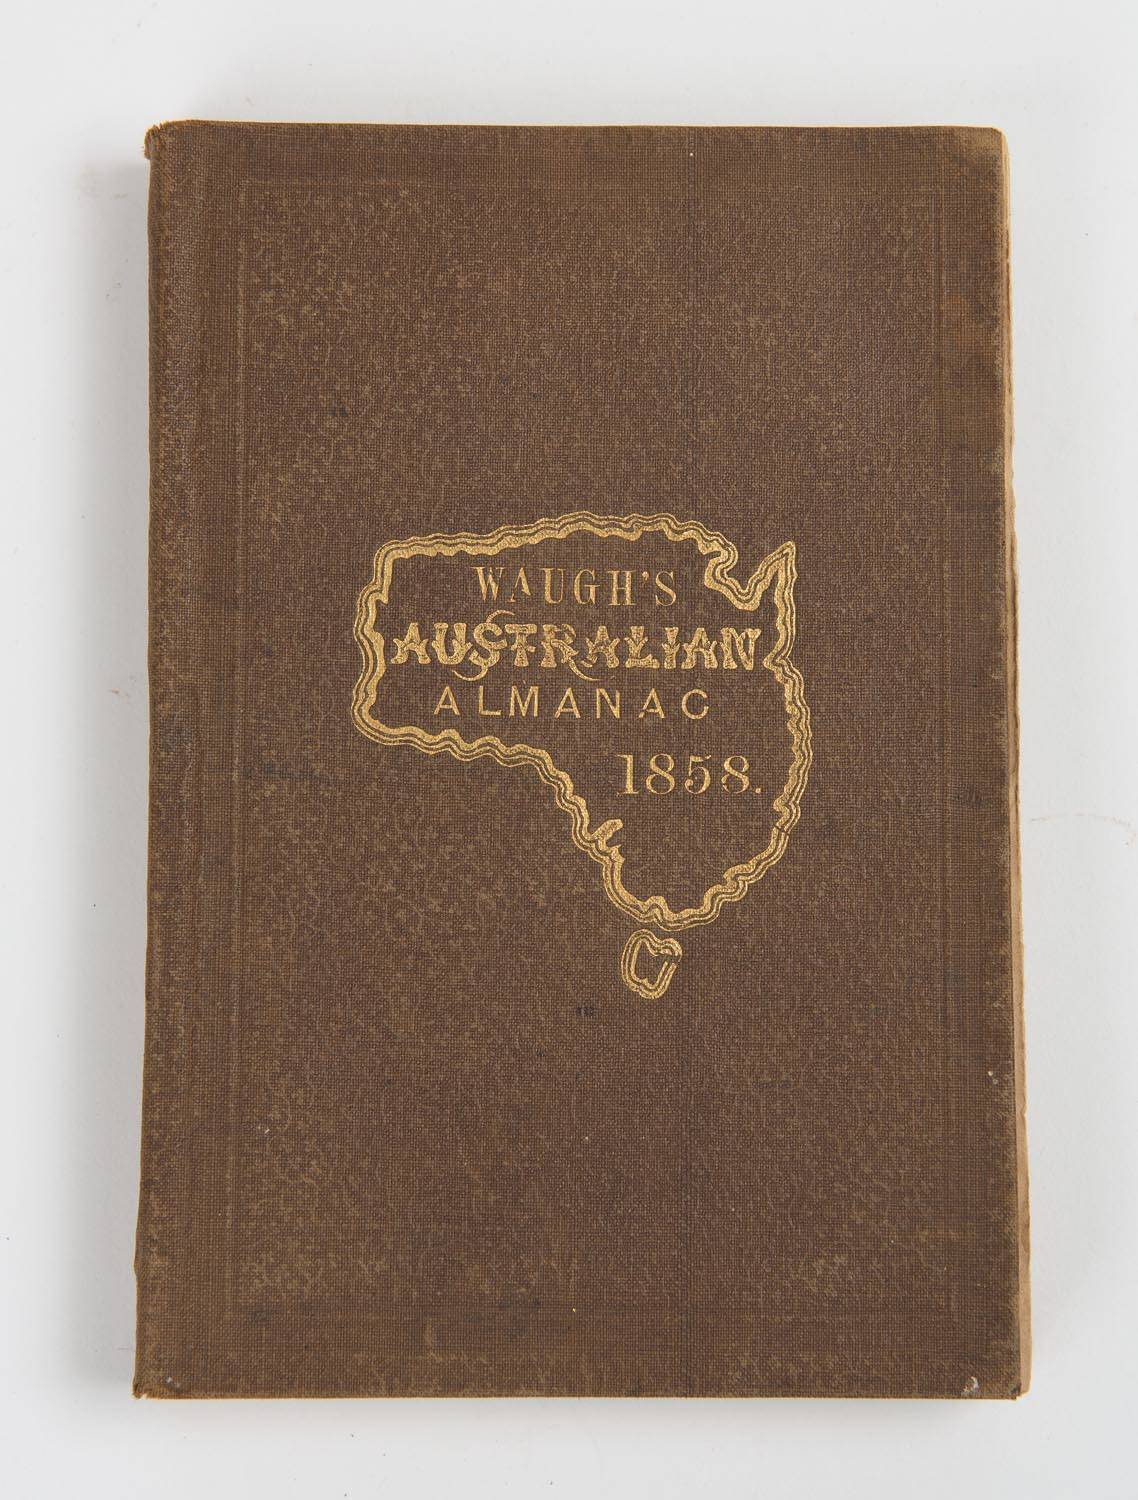 WAUGH'S
AUSTRALIAN
ALMANAC
1858.